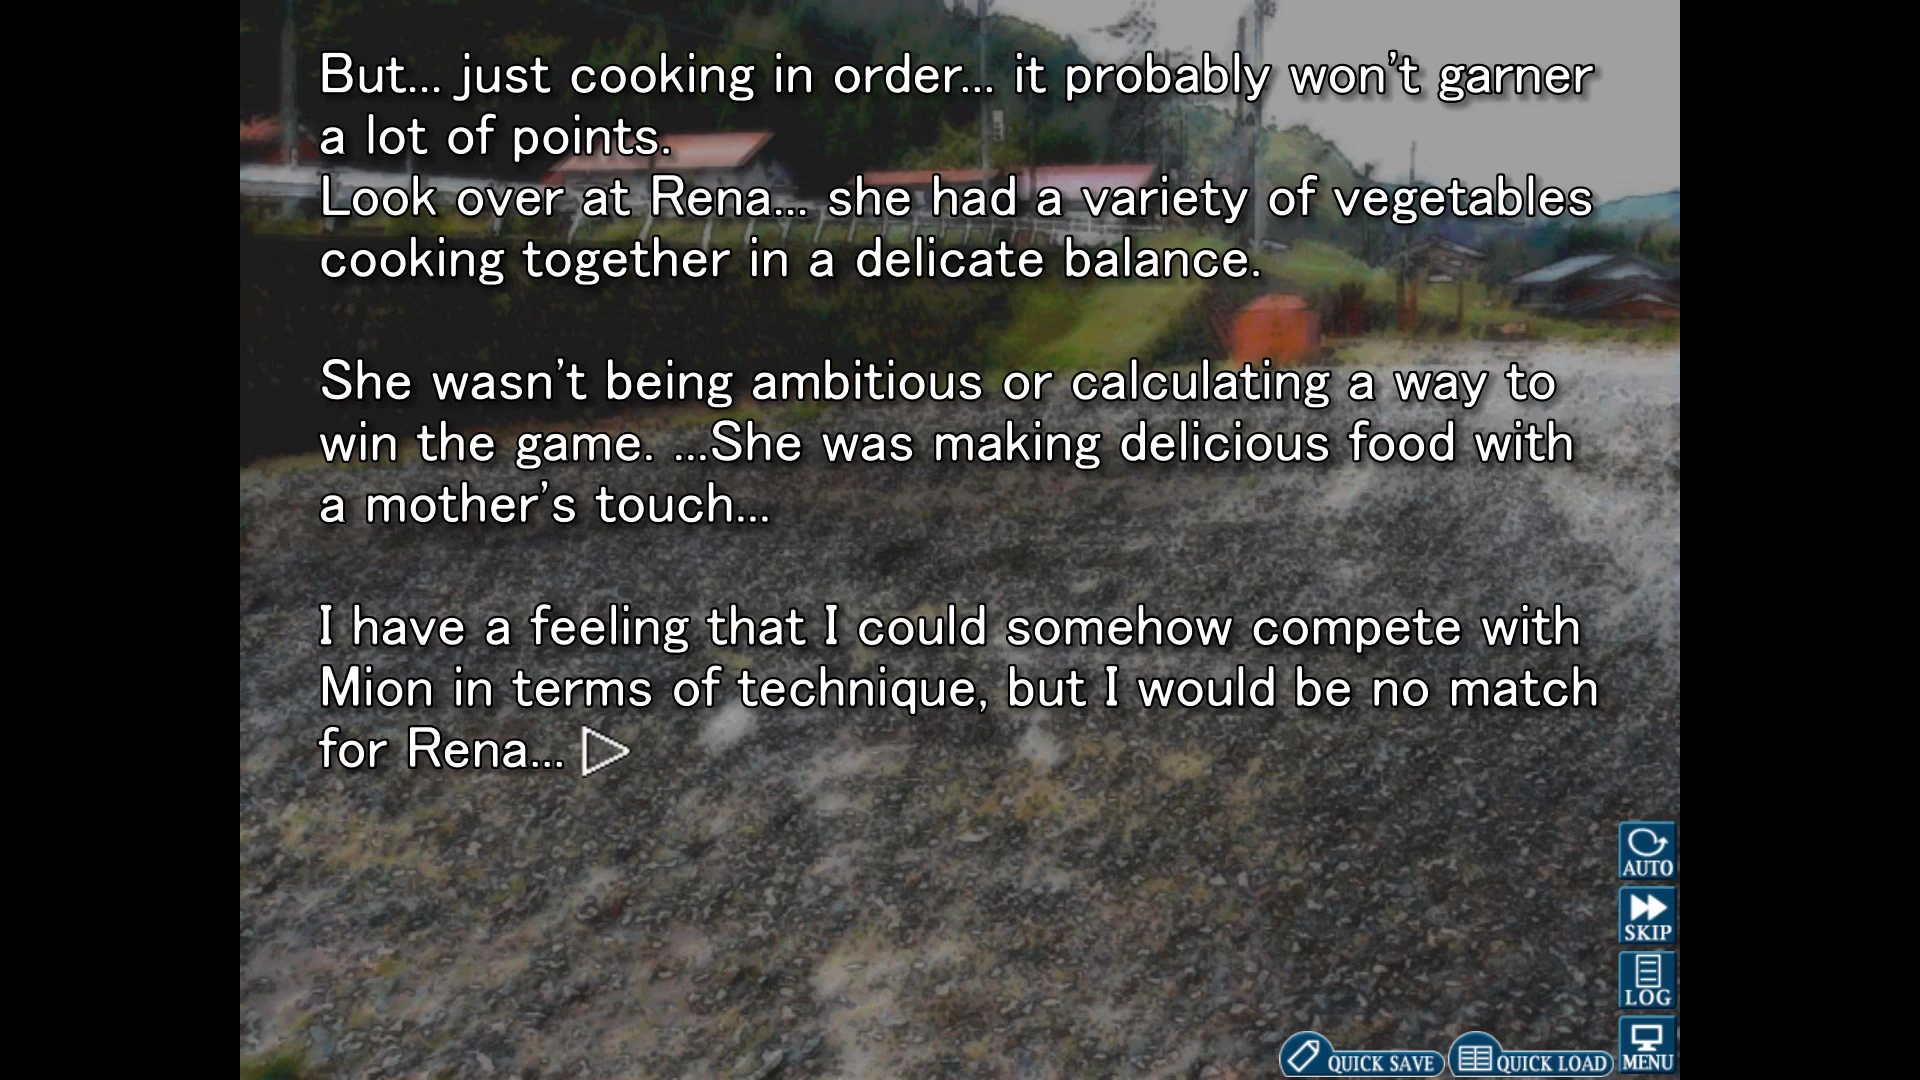 But... just cooking in order... it probably won't garner
a lot of points.
Look over at Rena... she had a variety of vegetables
cooking together in a delicate balance.
She wasn't being ambitious or calculating a way to
win the game. ...She was making delicious food with
a mother's touch...
I have a feeling that I could somehow compete with
Mion in terms of technique, but I would be no match
for Rena...
AUTO
SKIP
LOG
MENU
QUICK SAVE
QUICK LOAD